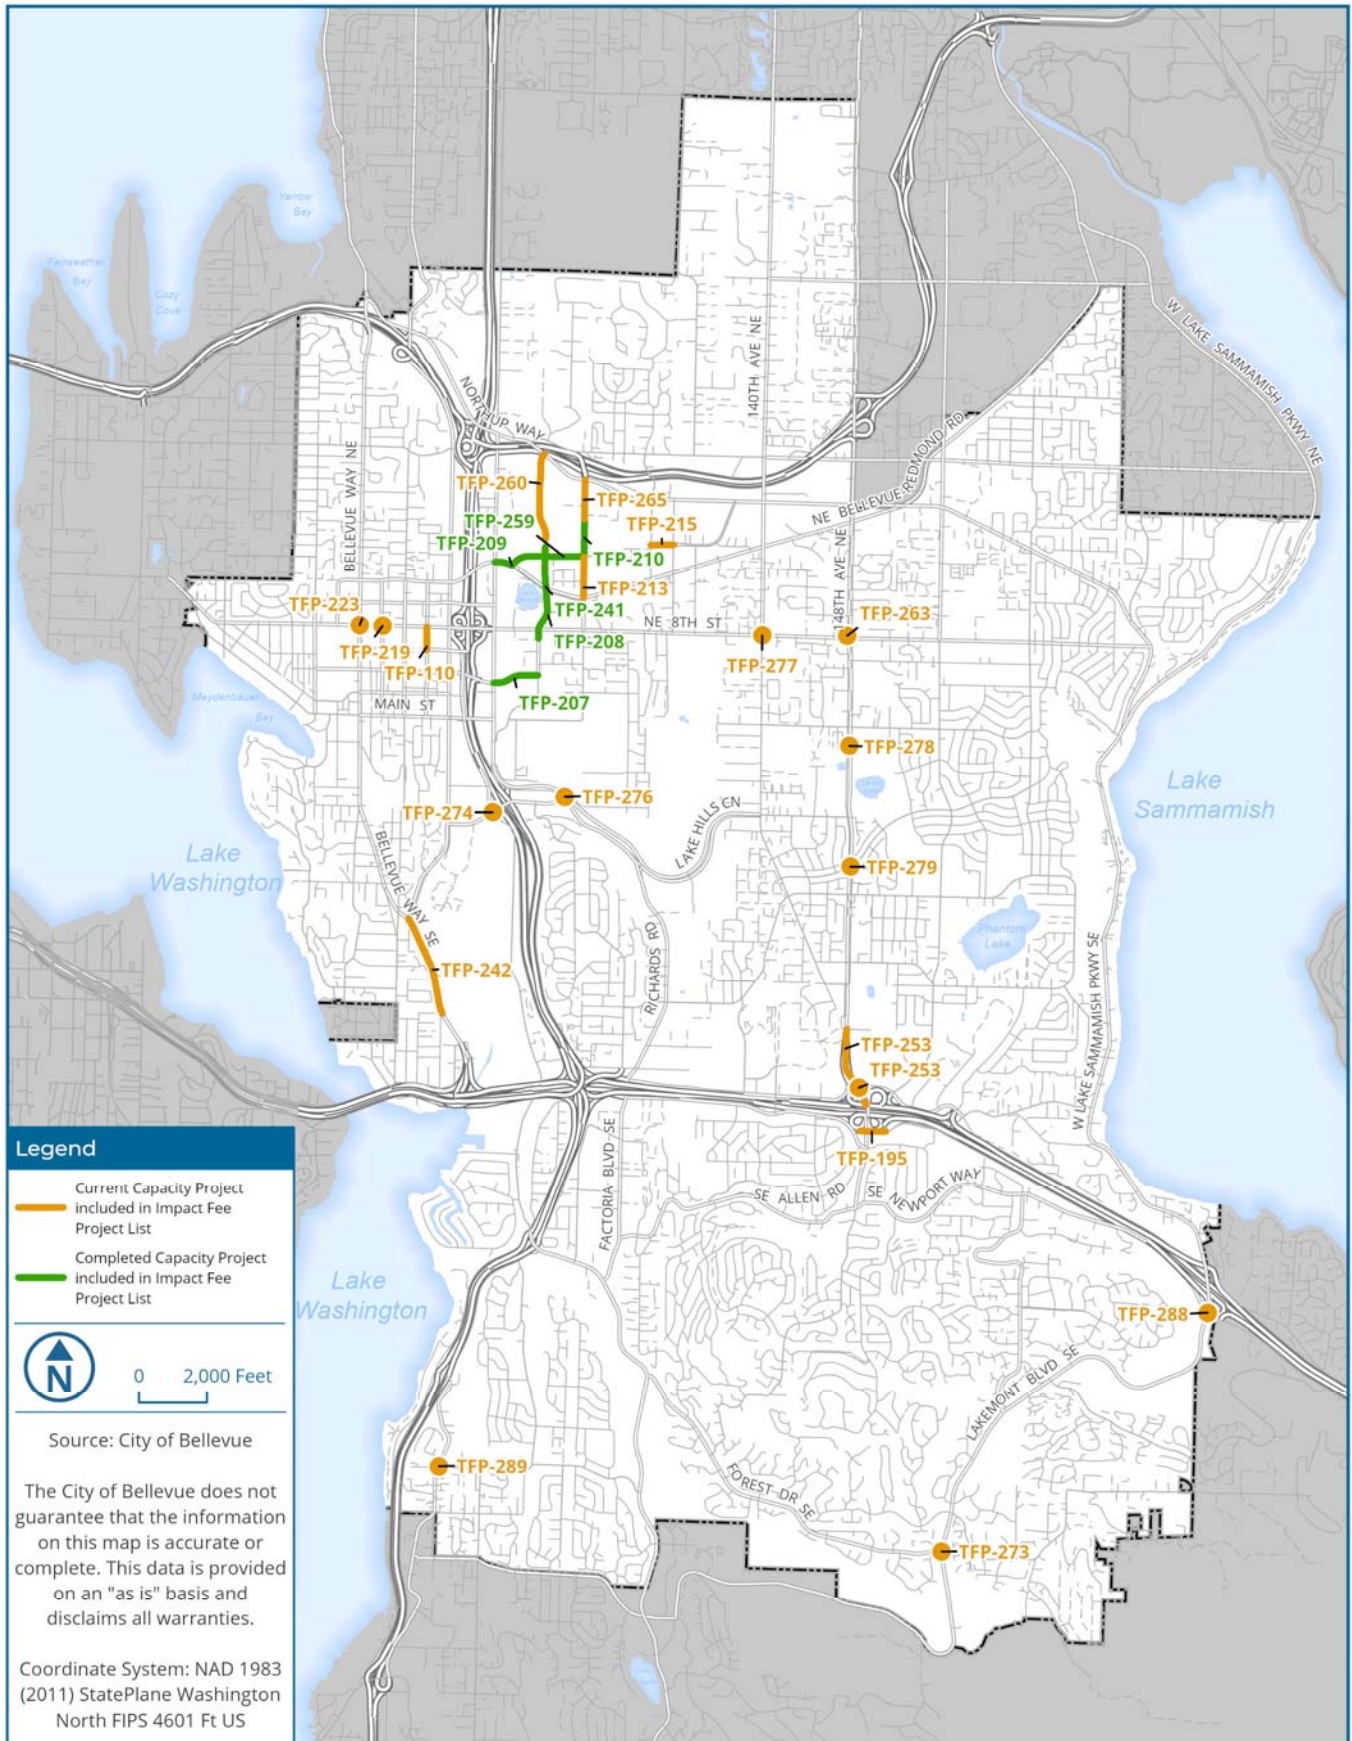 Yarrow
Bay
Fairweather
Bay
Cozy
Cove
W LAKE SAMMAMISH PKWY NE
140TH AVE NE
NORTHUP WAY
BELLEVUE WAY NE
NE BELLEVUE-REDMOND RD
TFP-260
TFP-265
TFP-259
TFP-215
TFP-209
TFP-210
148TH AVE NE
TFP-213
TFP-223
TFP-241
TFP-263
NE 8TH ST
TFP-208
TFP-219
TFP-277
TFP-110
Meydenbauer
Bay
TFP-207
MAIN ST
TFP-278
Lake
Sammamish
TFP-276
TFP-274
LAKE HILLS CN
Lake
Washington
BELLEVUE WAY SE
TFP-279
Phantom
Lake
TFP-242
RICHARDS RD
W LAKE SAMMAMISH PKWY SE
TFP-253
TFP-253
TFP-195
FACTORIA BLVD SE
SE ALLEN RD
SE NEWPORT WAY
Lake
Washington
TFP-288
LAKEMONT BLVD SE
TFP-289
FOREST DR SE
TFP-273
Legend
Current Capacity Project
included in Impact Fee
Project List
Completed Capacity Project
included in Impact Fee
Project List
N
0 2,000 Feet
Source: City of Bellevue
The City of Bellevue does not
guarantee that the information
on this map is accurate or
complete. This data is provided
on an "as is" basis and
disclaims all warranties.
Coordinate System: NAD 1983
(2011) StatePlane Washington
North FIPS 4601 Ft US